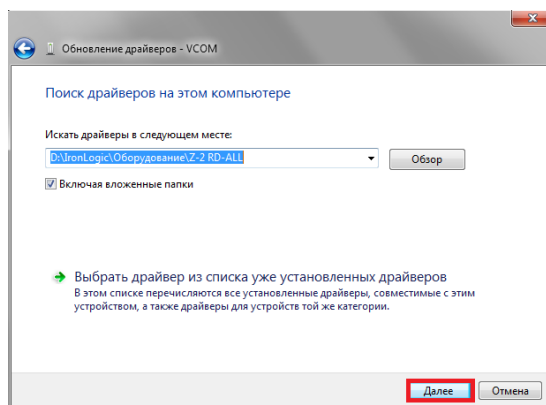 Обновление драйверов - VCOM
Поиск драйверов на этом компьютере
Искать драйверы в следующем месте:
D:\IronLogic\Оборудование\Z-2 RD-ALL
Обзор
Включая вложенные папки
Выбрать драйвер из списка уже установленных драйверов
В этом списке перечисляются все установленные драйверы, совместимые с этим
устройством, а также драйверы для устройств той же категории.
Далее
Отмена